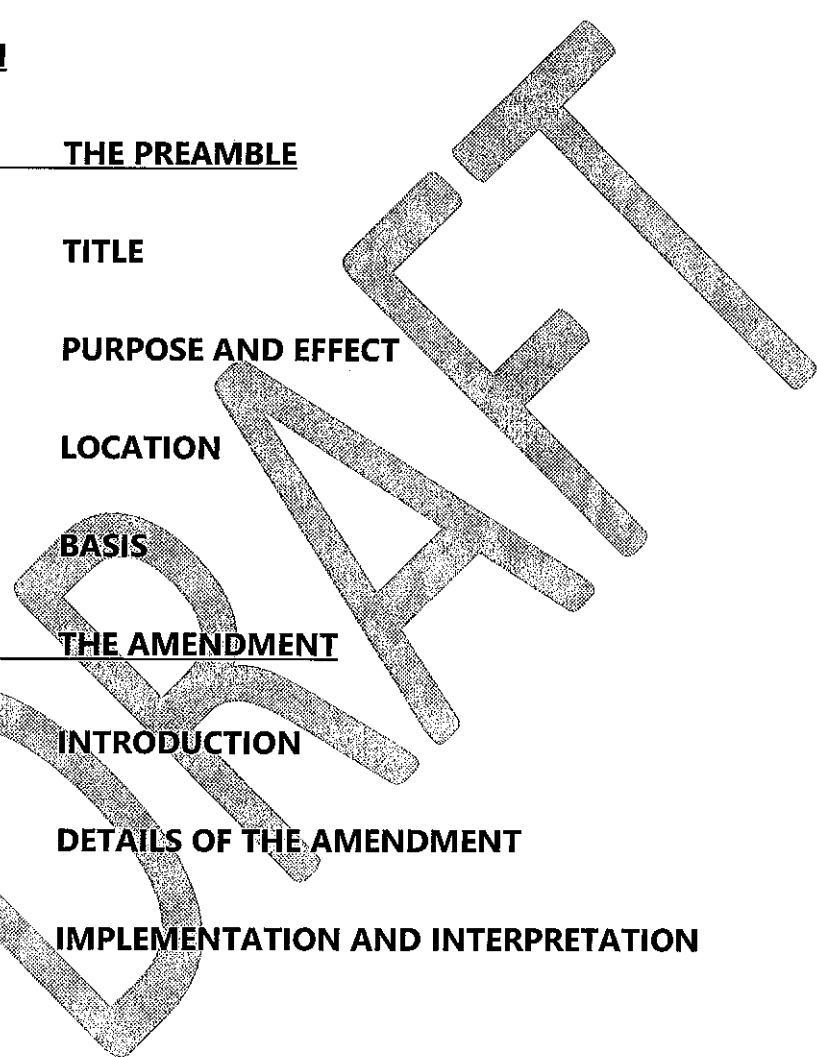 THE PREAMBLE
TITLE
PURPOSE AND EFFECT
LOCATION
BASIS
THE AMENDMENT
INTRODUCTION
DETAILS OF THE AMENDMENT
IMPLEMENTATION AND INTERPRETATION
DRAFT